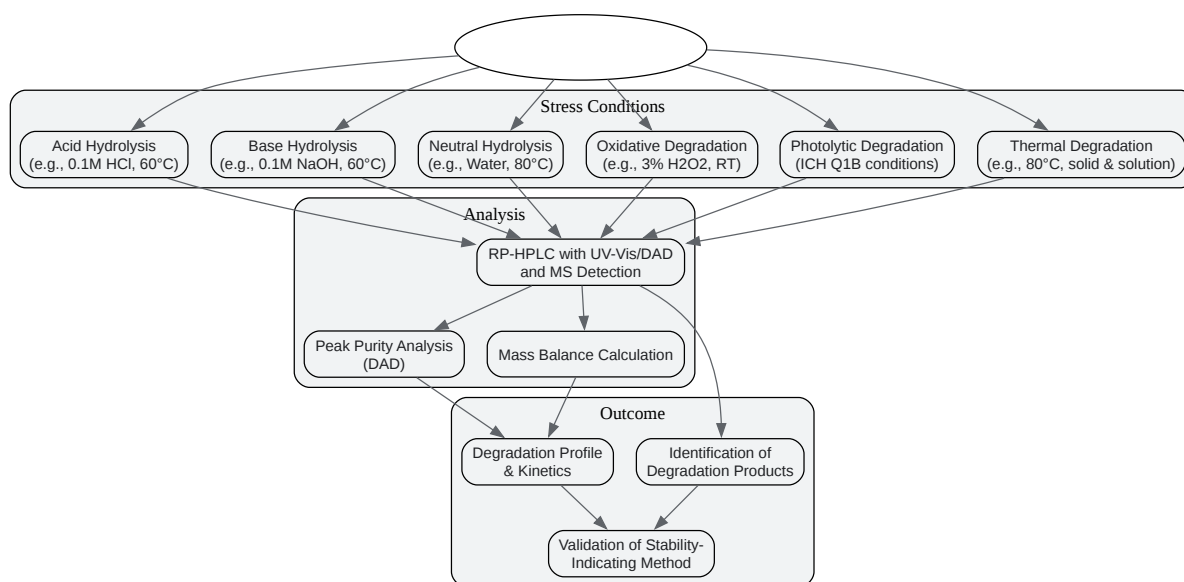 Stress Conditions
Acid Hydrolysis
(e.g., 0.1M HCl, 60°C)
Base Hydrolysis
(e.g., 0.1M NaOH, 60°C)
Neutral Hydrolysis
(e.g., Water, 80°C)
Oxidative Degradation
(e.g., 3% H2O2, RT)
Photolytic Degradation
(ICH Q1B conditions)
Thermal Degradation
(e.g., 80°C, solid & solution)
Analysis
RP-HPLC with UV-Vis/DAD
and MS Detection
Peak Purity Analysis
(DAD)
Mass Balance Calculation
Outcome
Degradation Profile
& Kinetics
Identification of
Degradation Products
Validation of Stability-
Indicating Method